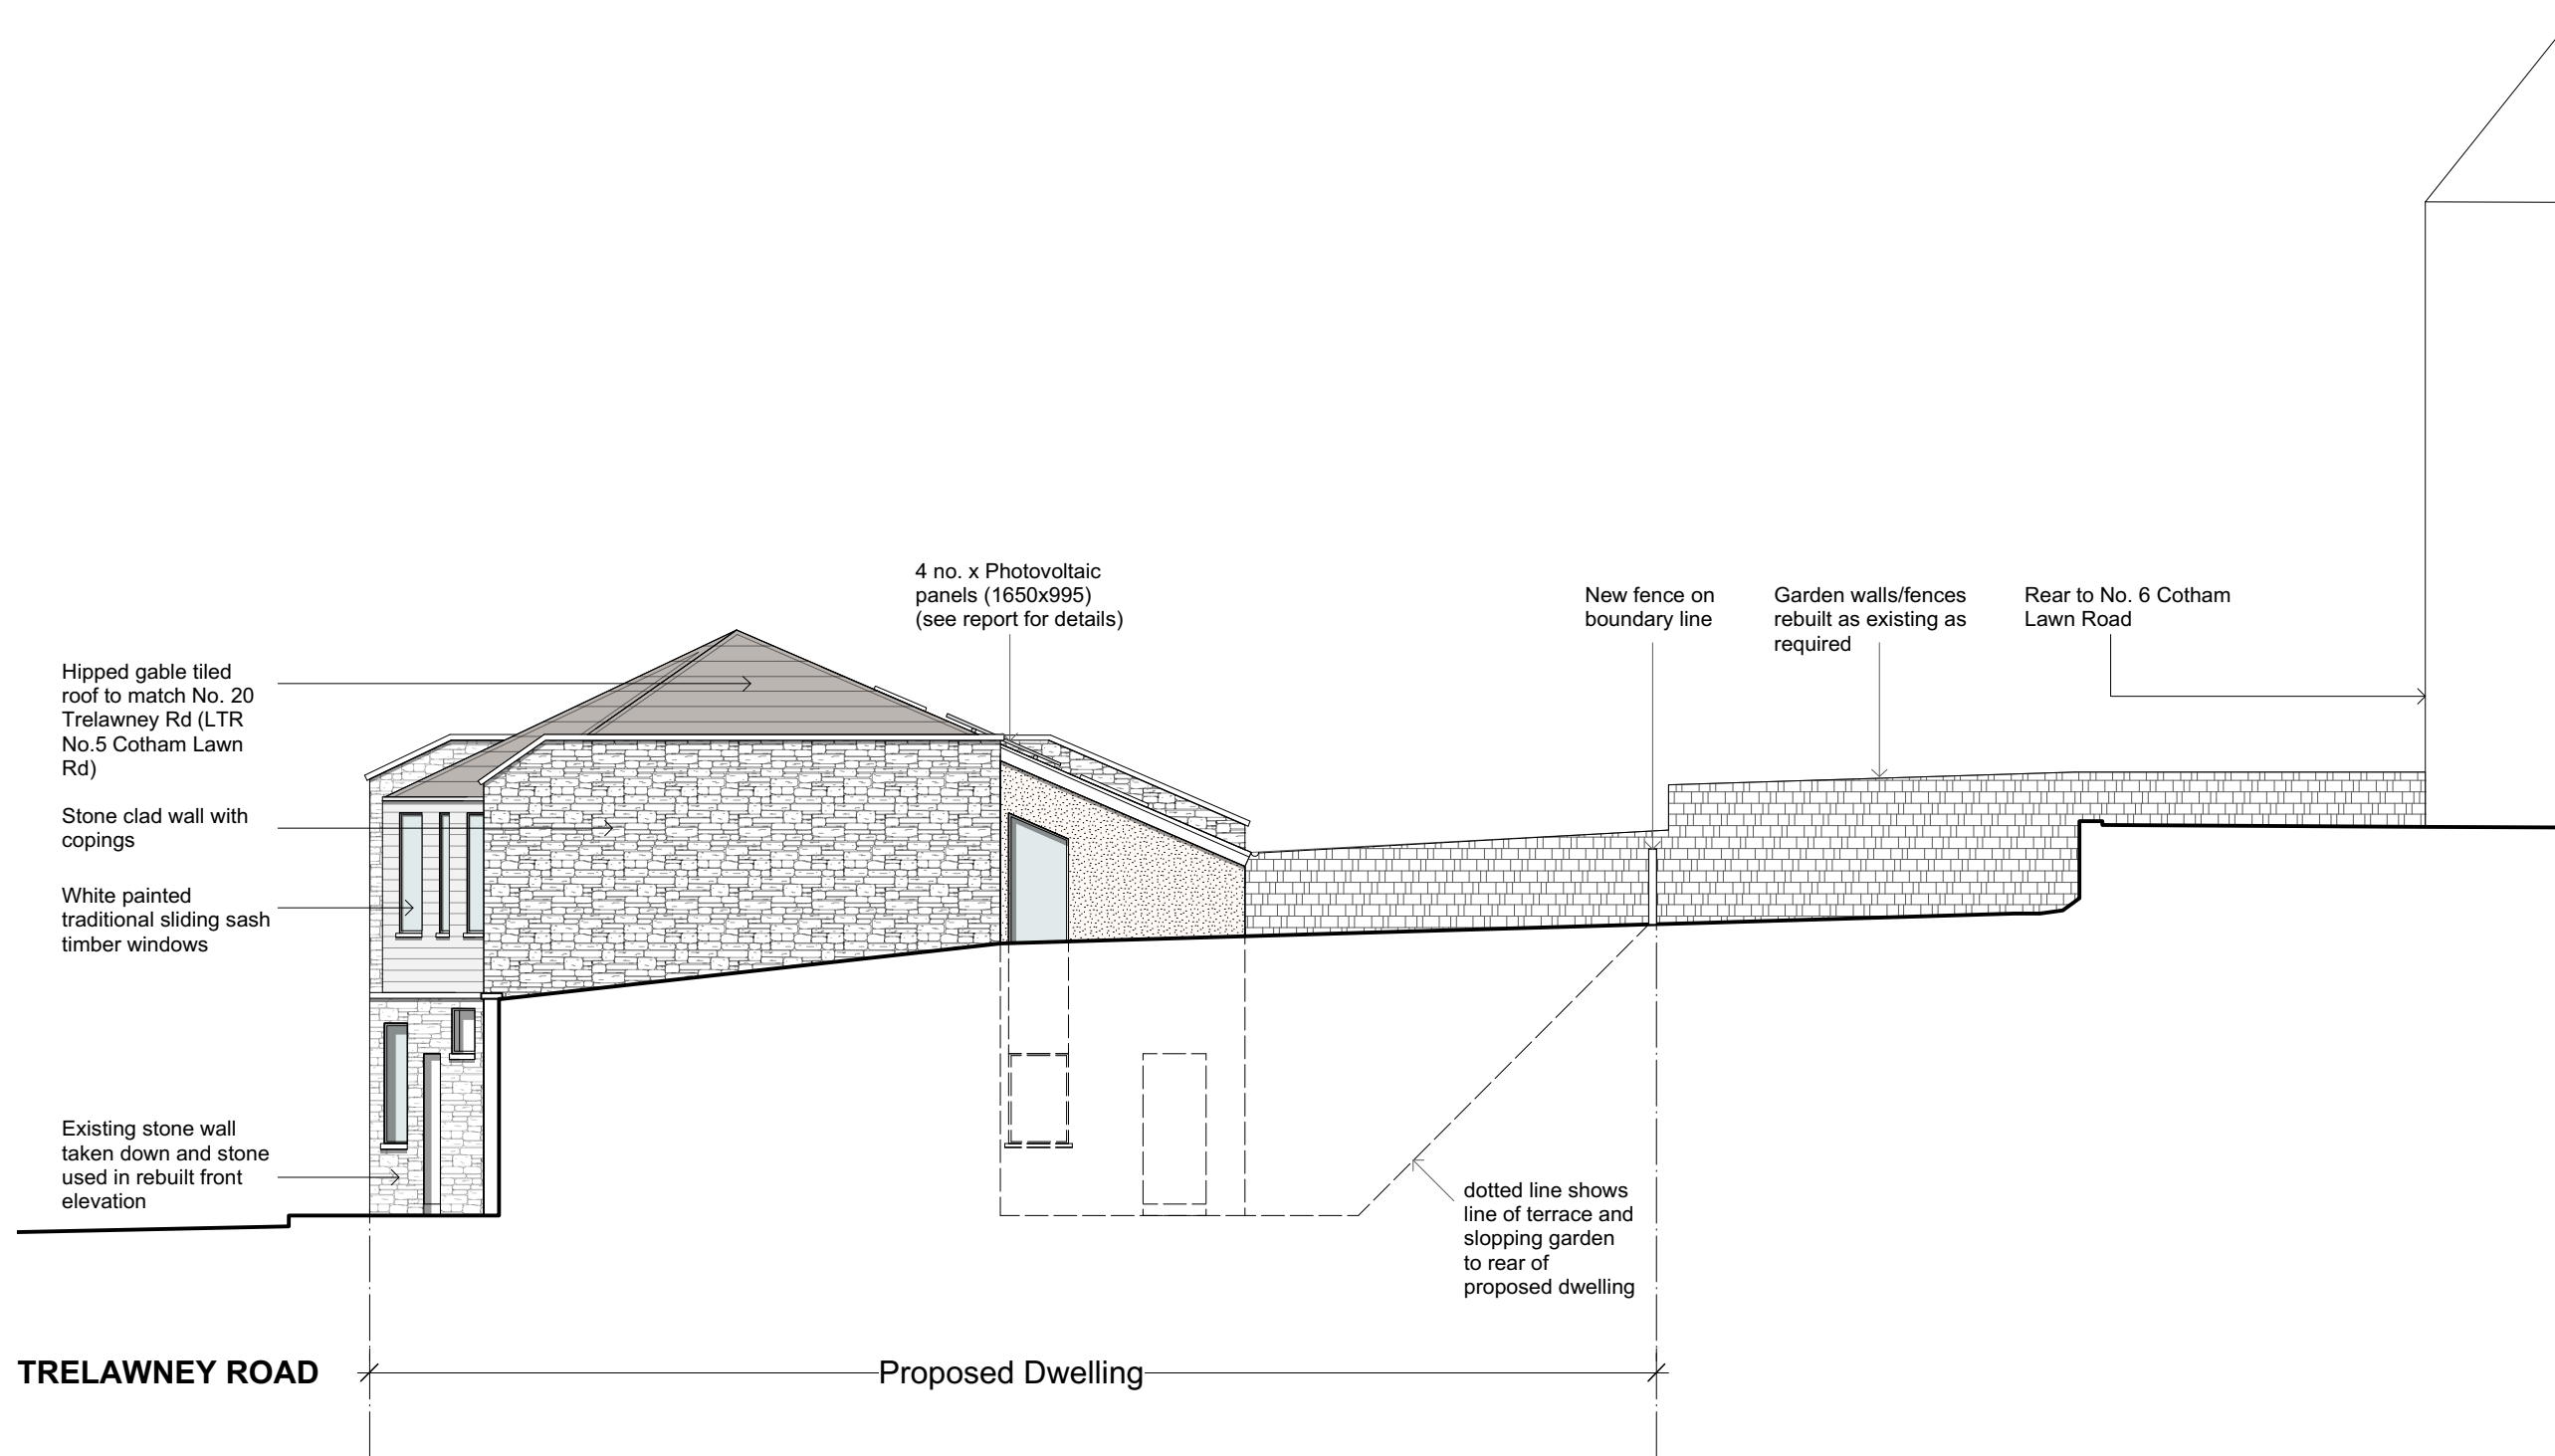 4 no. x Photovoltaic
panels (1650x995)
(see report for details)
New fence on
boundary line
Garden walls/fences
rebuilt as existing as
required
Rear to No. 6 Cotham
Lawn Road
Hipped gable tiled
roof to match No. 20
Trelawney Rd (LTR
No.5 Cotham Lawn
Rd)
Stone clad wall with
copings
White painted
traditional sliding sash
timber windows
Existing stone wall
taken down and stone
used in rebuilt front
elevation
dotted line shows
line of terrace and
slopping garden
to rear of
proposed dwelling
TRELAWNEY ROAD
Proposed Dwelling